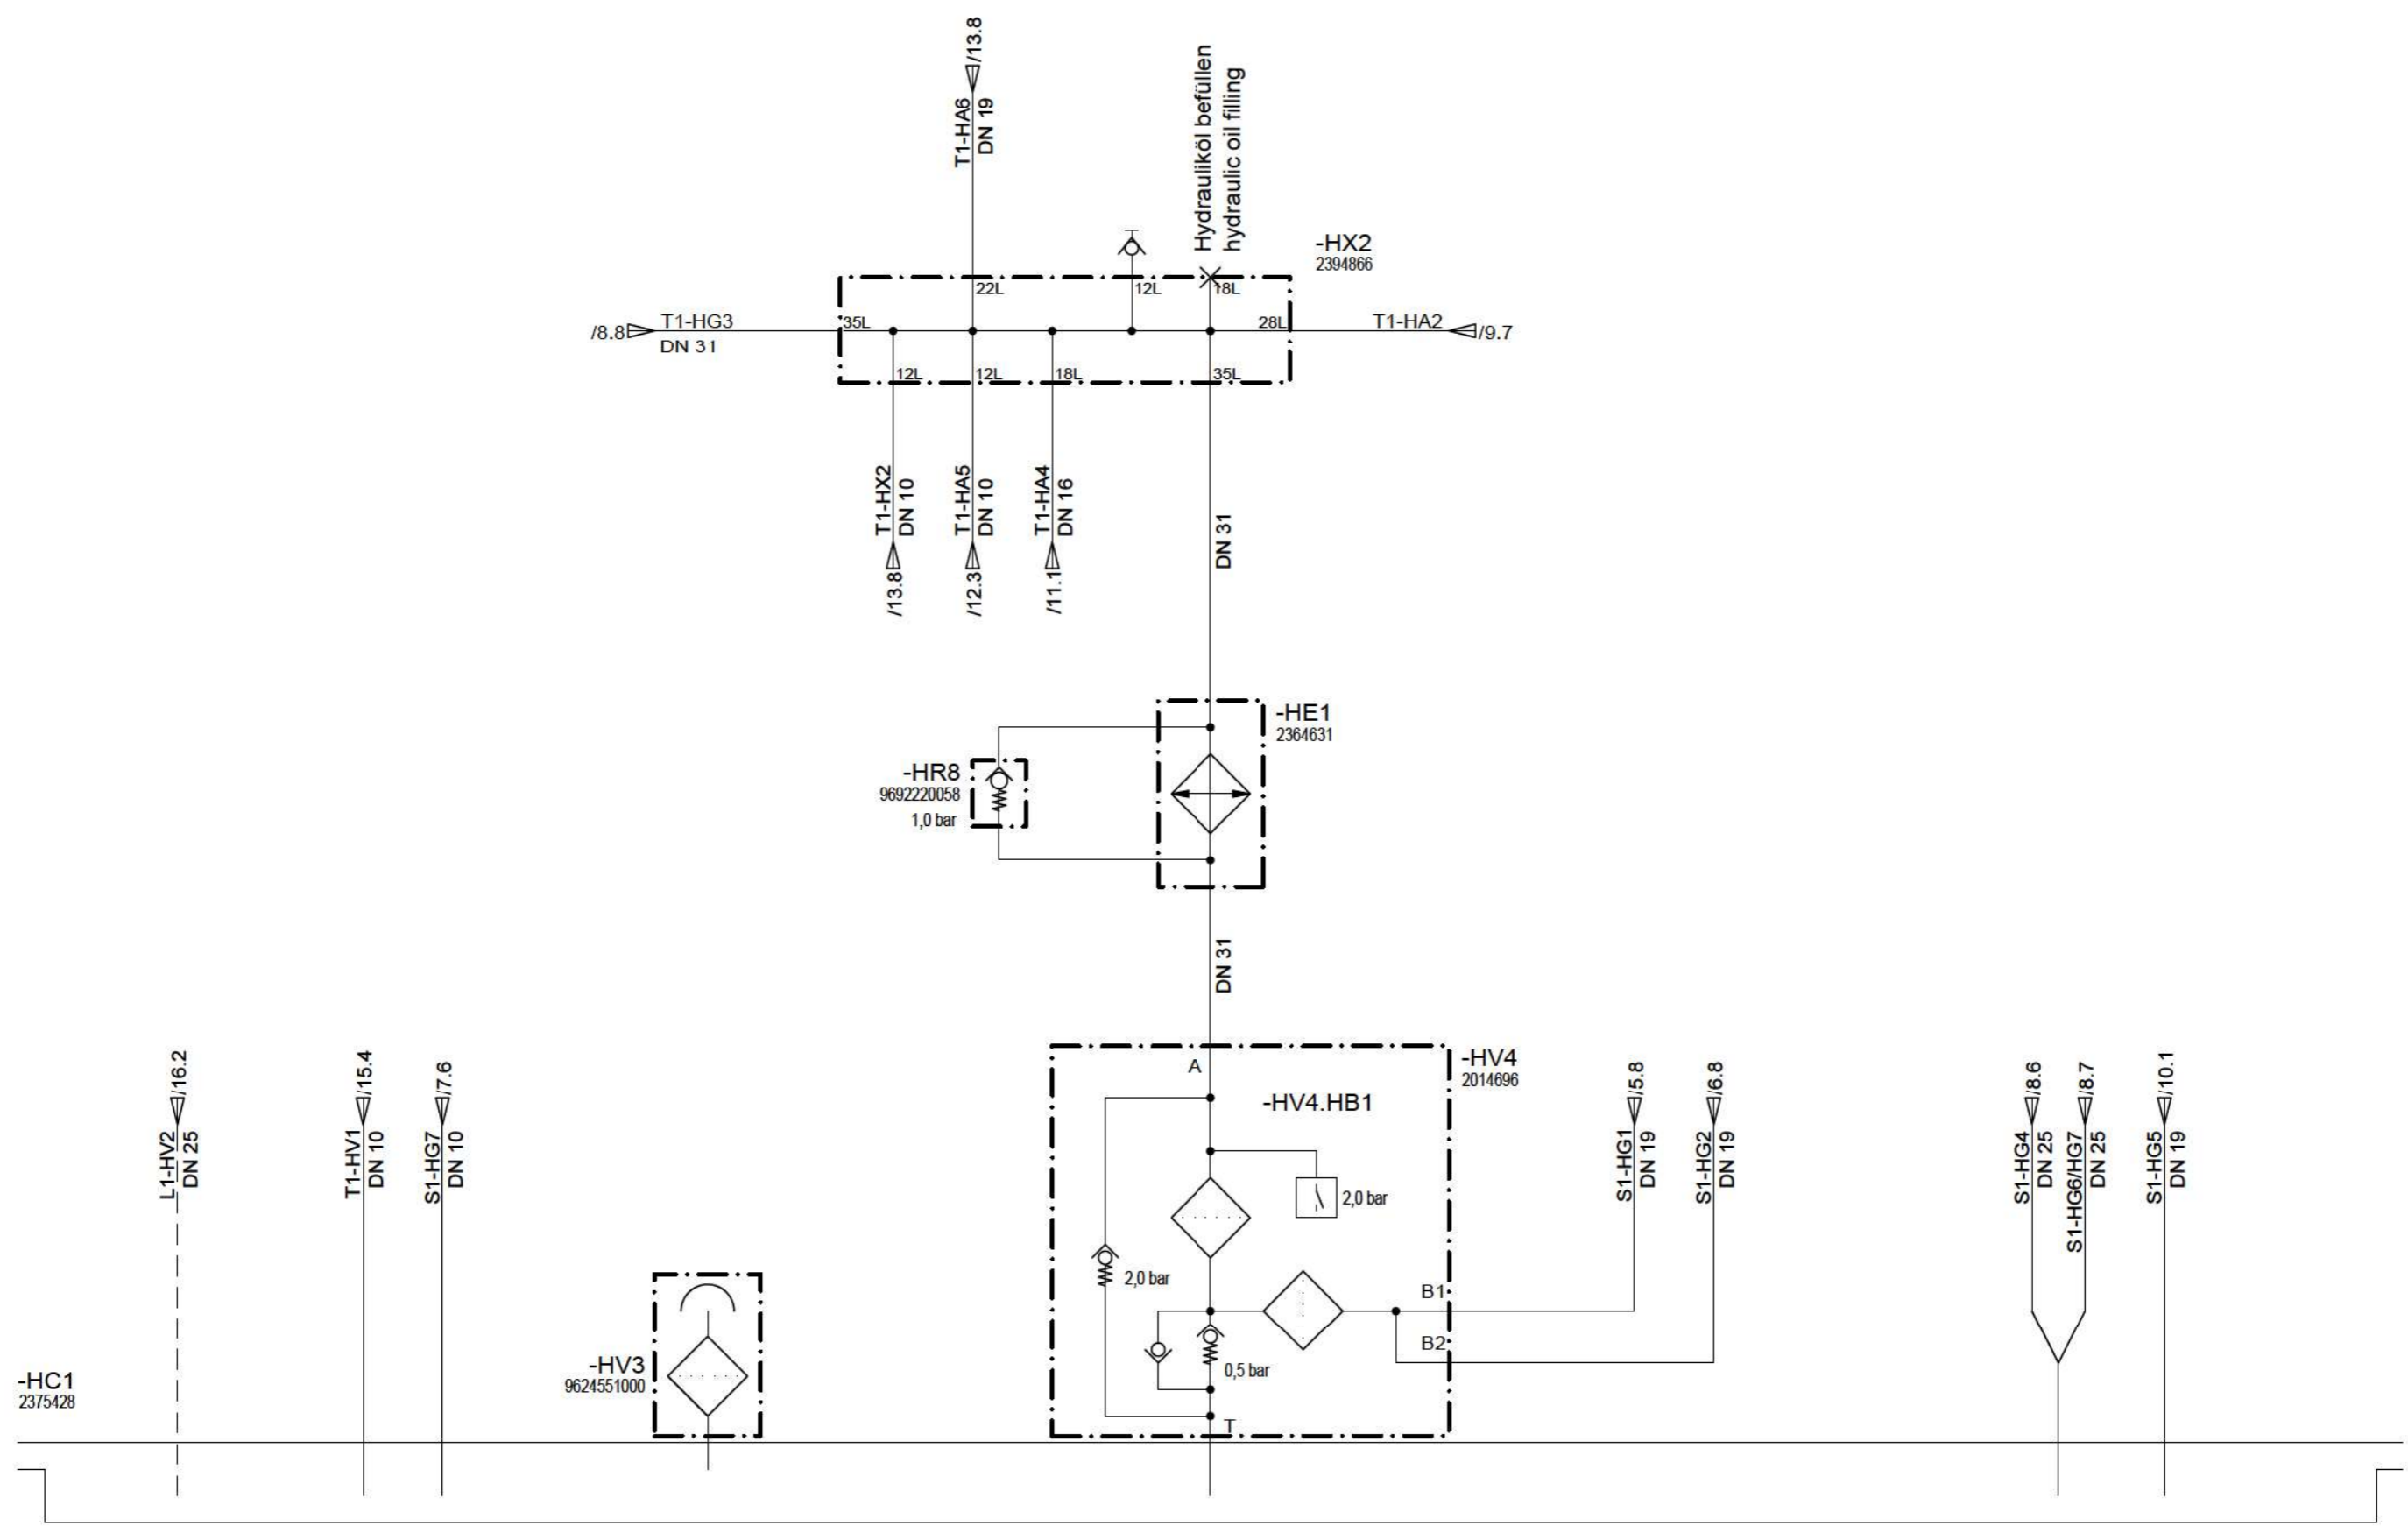 /13.8
T1-HA6
DN 19
Hydrauliköl befüllen
hydraulic oil filling
-HX2
2394866
22L
12L
18L
/8.8
T1-HG3
DN 31
35L
28L
T1-HA2
/9.7
12L
12L
18L
35L
T1-HX2
DN 10
/13.8
T1-HA5
DN 10
/12.3
T1-HA4
DN 16
/11.1
DN 31
-HE1
2364631
-HR8
9692220058
1,0 bar
DN 31
-HV4
2014696
A
-HV4.HB1
2,0 bar
2,0 bar
0,5 bar
B1
B2
T
/16.2
L1-HV2
DN 25
/15.4
T1-HV1
DN 10
/7.6
S1-HG7
DN 10
-HV3
9624551000
-HC1
2375428
/5.8
S1-HG1
DN 19
/6.8
S1-HG2
DN 19
/8.6
S1-HG4
DN 25
/8.7
S1-HG6/HG7
DN 25
/10.1
S1-HG5
DN 19